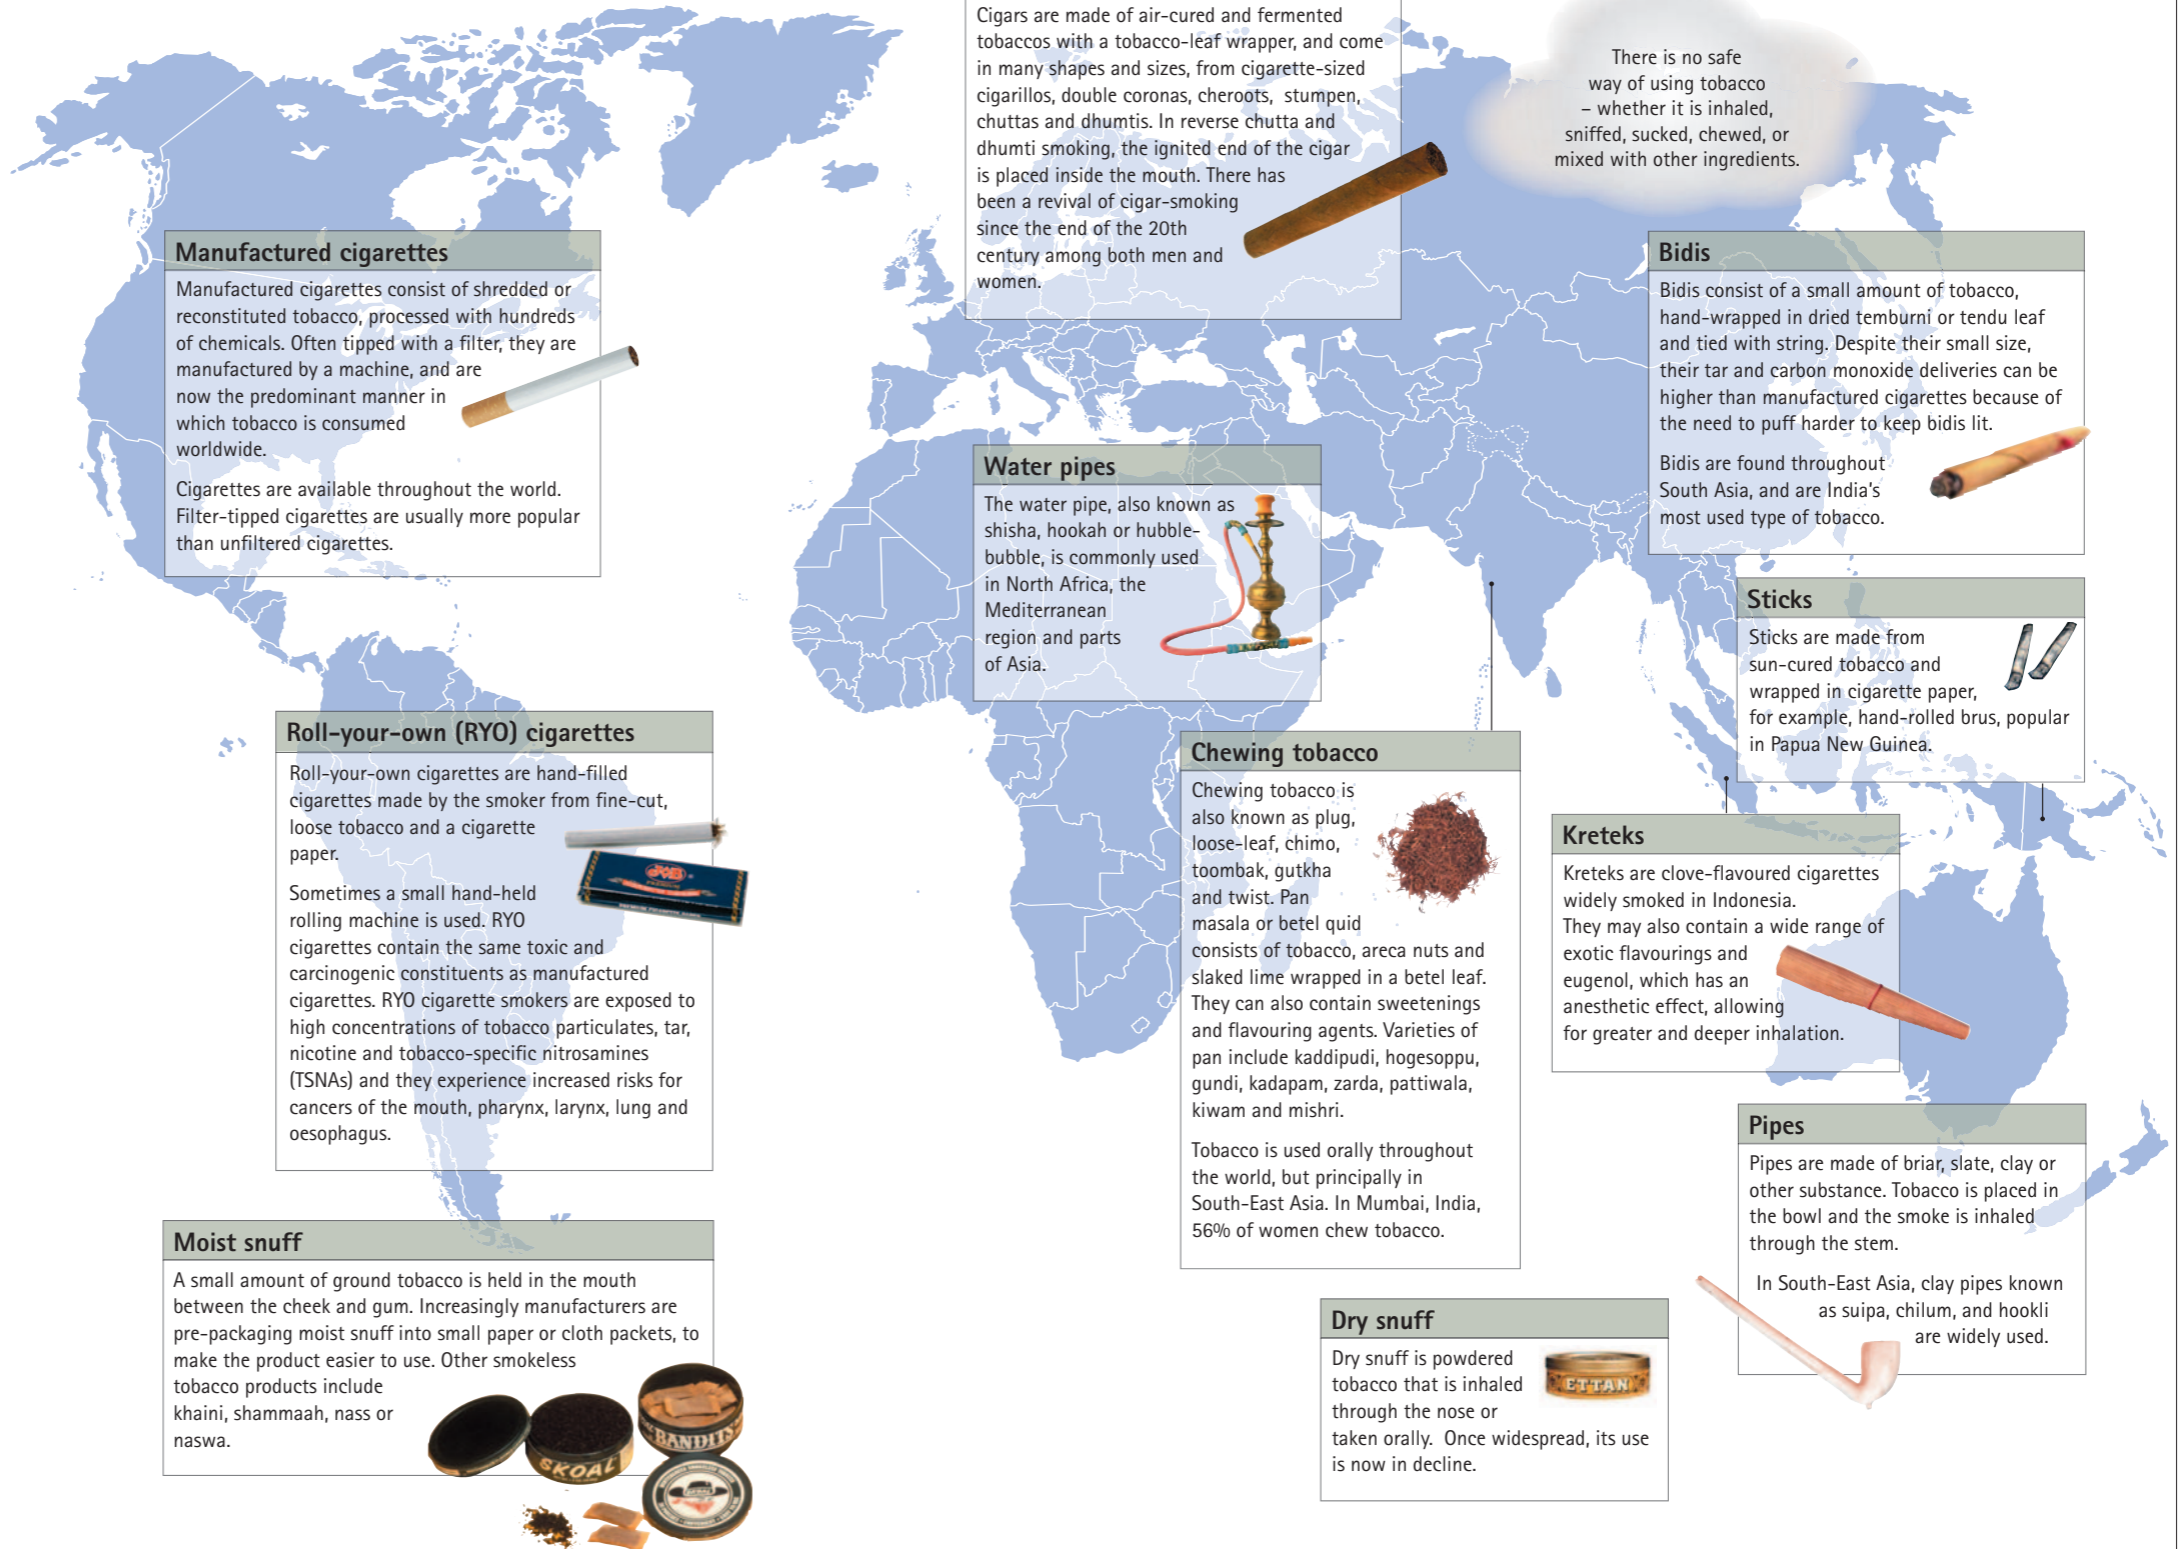 Cigars are made of air-cured and fermented
tobaccos with a tobacco-leaf wrapper, and come
in many shapes and sizes, from cigarette-sized
cigarillos, double coronas, cheroots, stumpen,
chuttas and dhumtis. In reverse chutta and
dhumti smoking, the ignited end of the cigar
is placed inside the mouth. There has
been a revival of cigar-smoking
since the end of the 20th
century among both men and
women.
There is no safe
way of using tobacco
– whether it is inhaled,
sniffed, sucked, chewed, or
mixed with other ingredients.
Manufactured cigarettes
Manufactured cigarettes consist of shredded or
reconstituted tobacco, processed with hundreds
of chemicals. Often tipped with a filter, they are
manufactured by a machine, and are
now the predominant manner in
which tobacco is consumed
worldwide.
Cigarettes are available throughout the world.
Filter-tipped cigarettes are usually more popular
than unfiltered cigarettes.
Bidis
Bidis consist of a small amount of tobacco,
hand-wrapped in dried temburni or tendu leaf
and tied with string. Despite their small size,
their tar and carbon monoxide deliveries can be
higher than manufactured cigarettes because of
the need to puff harder to keep bidis lit.
Bidis are found throughout
South Asia, and are India's
most used type of tobacco.
Water pipes
The water pipe, also known as
shisha, hookah or hubble-
bubble, is commonly used
in North Africa, the
Mediterranean
region and parts
of Asia.
Sticks
Sticks are made from
sun-cured tobacco and
wrapped in cigarette paper,
for example, hand-rolled brus, popular
in Papua New Guinea.
Roll-your-own (RYO) cigarettes
Roll-your-own cigarettes are hand-filled
cigarettes made by the smoker from fine-cut,
loose tobacco and a cigarette
paper.
Sometimes a small hand-held
rolling machine is used. RYO
cigarettes contain the same toxic and
carcinogenic constituents as manufactured
cigarettes. RYO cigarette smokers are exposed to
high concentrations of tobacco particulates, tar,
nicotine and tobacco-specific nitrosamines
(TSNAs) and they experience increased risks for
cancers of the mouth, pharynx, larynx, lung and
oesophagus.
Chewing tobacco
Chewing tobacco is
also known as plug,
loose-leaf, chimo,
toombak, gutkha
and twist. Pan
masala or betel quid
consists of tobacco, areca nuts and
slaked lime wrapped in a betel leaf.
They can also contain sweetenings
and flavouring agents. Varieties of
pan include kaddipudi, hogesoppu,
gundi, kadapam, zarda, pattiwala,
kiwam and mishri.
Tobacco is used orally throughout
the world, but principally in
South-East Asia. In Mumbai, India,
56% of women chew tobacco.
Kreteks
Kreteks are clove-flavoured cigarettes
widely smoked in Indonesia.
They may also contain a wide range of
exotic flavourings and
eugenol, which has an
anesthetic effect, allowing
for greater and deeper inhalation.
Pipes
Pipes are made of briar, slate, clay or
other substance. Tobacco is placed in
the bowl and the smoke is inhaled
through the stem.
In South-East Asia, clay pipes known
as suipa, chilum, and hookli
are widely used.
Moist snuff
A small amount of ground tobacco is held in the mouth
between the cheek and gum. Increasingly manufacturers are
pre-packaging moist snuff into small paper or cloth packets, to
make the product easier to use. Other smokeless
tobacco products include
khaini, shammaah, nass or
naswa.
BANDITS
SKOAL
Dry snuff
Dry snuff is powdered
tobacco that is inhaled
through the nose or
taken orally. Once widespread, its use
is now in decline.
ETTAN